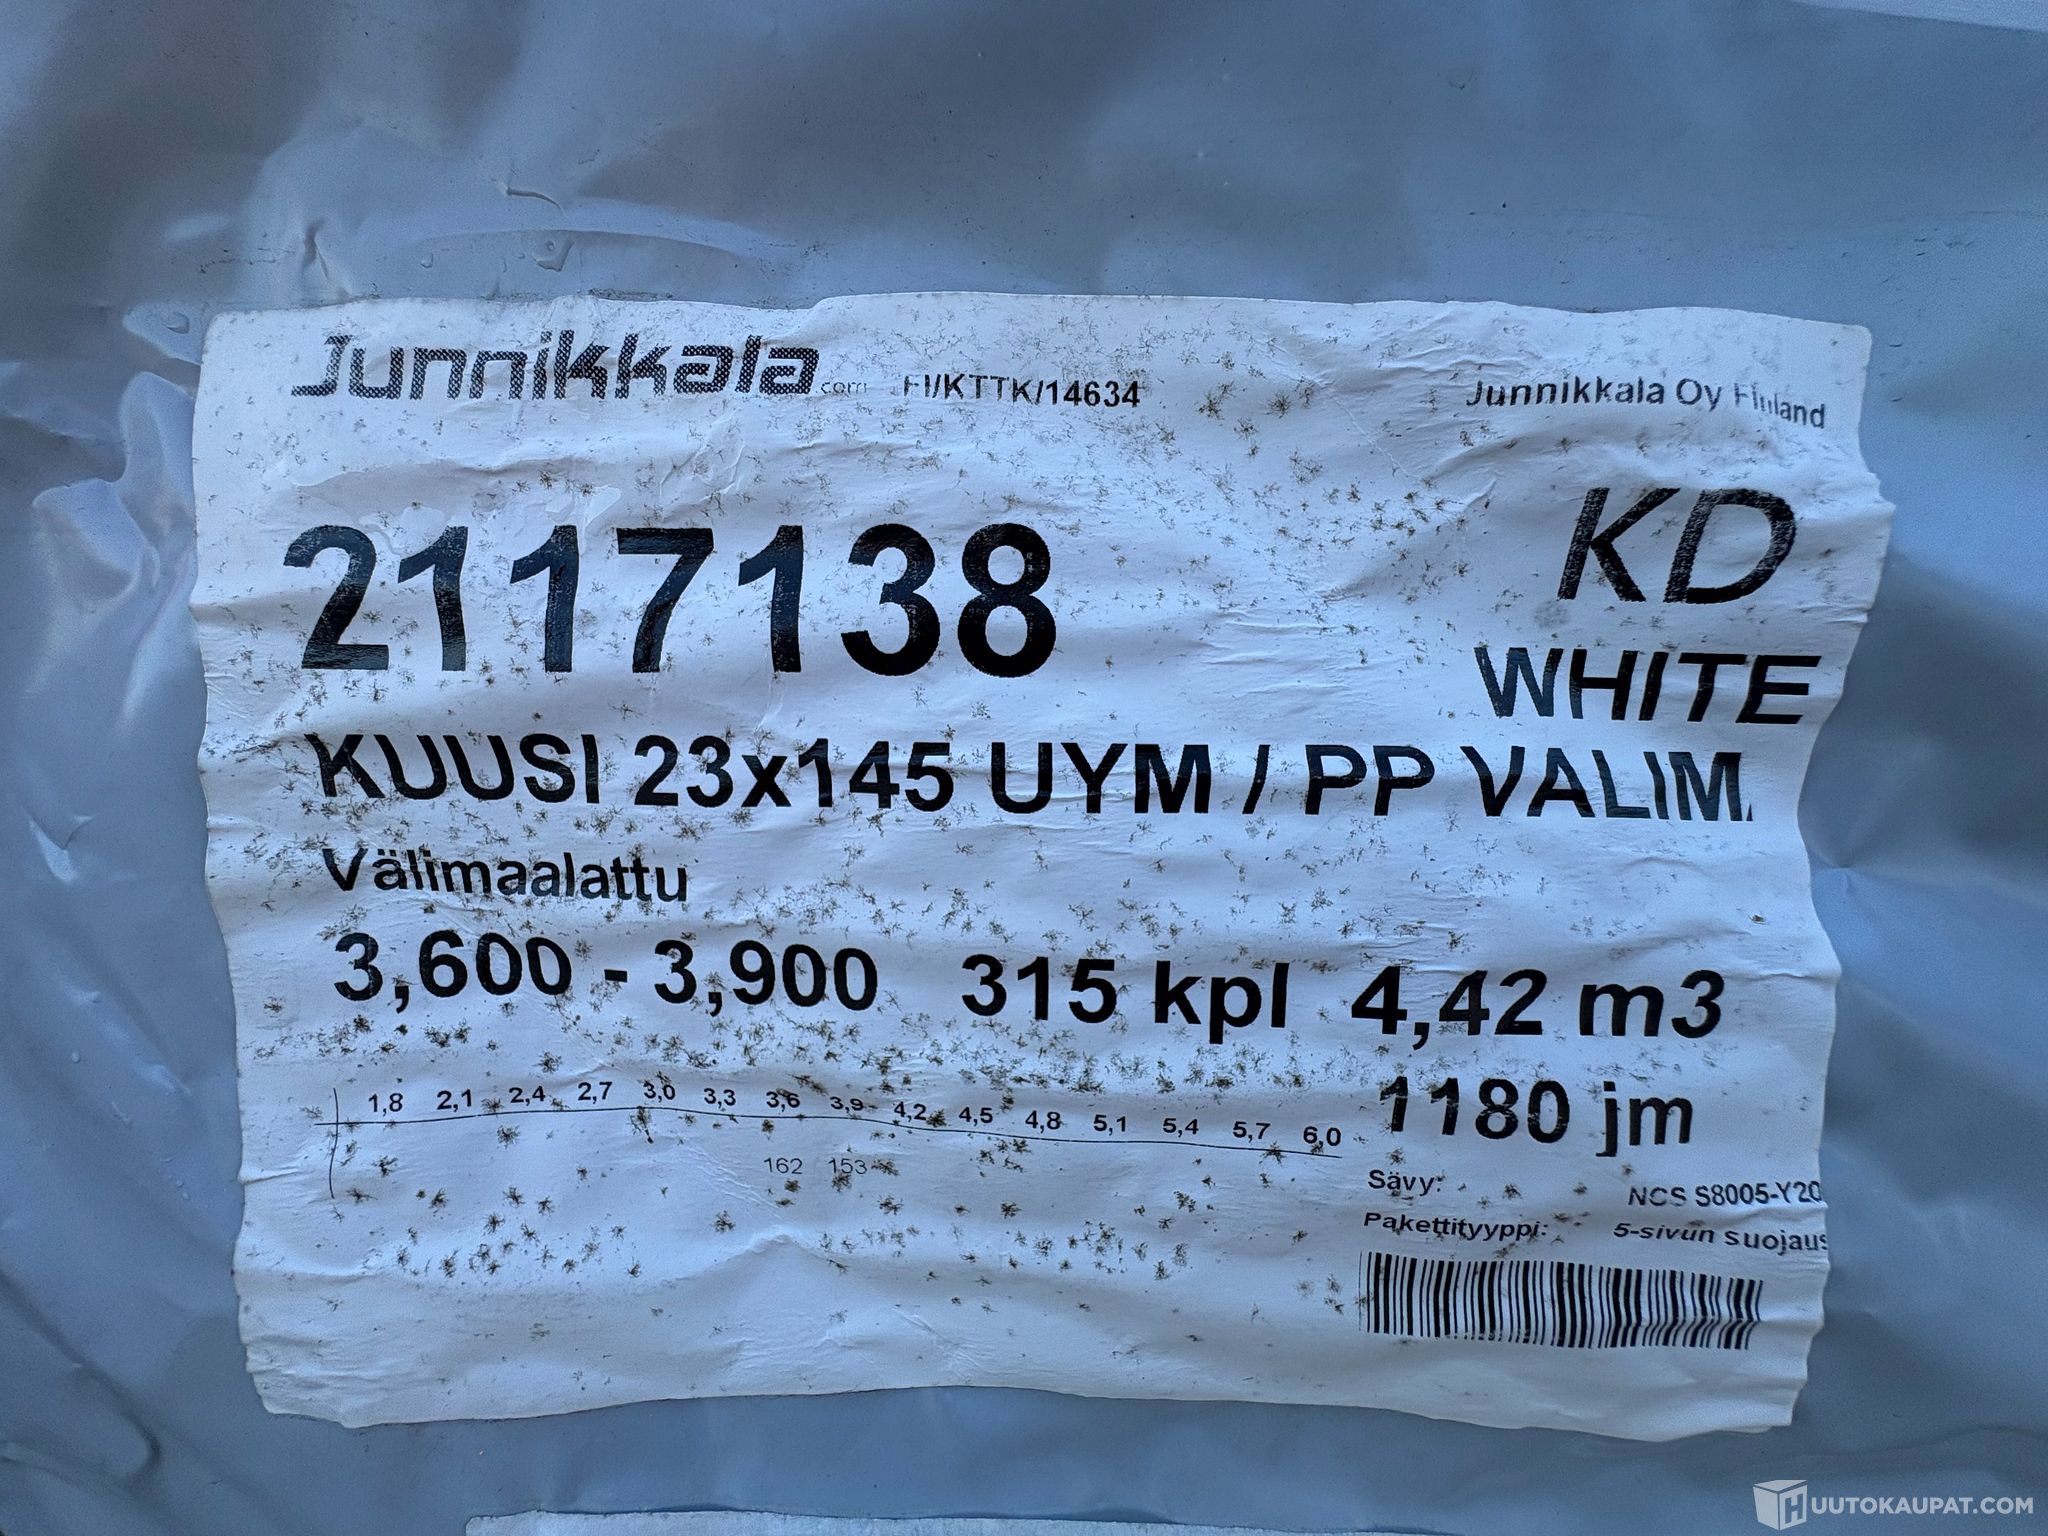 Junnikkala.com FI/KTTK/14634 Junnikkala Oy Finland
2117138 KD
WHITE
KUUSI 23x145 UYM / PP VALIM.
Välimaalattu
3,600 - 3,900 315 kpl 4,42 m3
1,8 2,1 2,4 2,7 3,0 3,3 3,6 3,9 4,2 4,5 4,8 5,1 5,4 5,7 6,0 1180 jm
162 153
Sävy: NCS S8005-Y20
Pakettityyppi: 5-sivun suojaus
HUUTOKAUPAT.COM